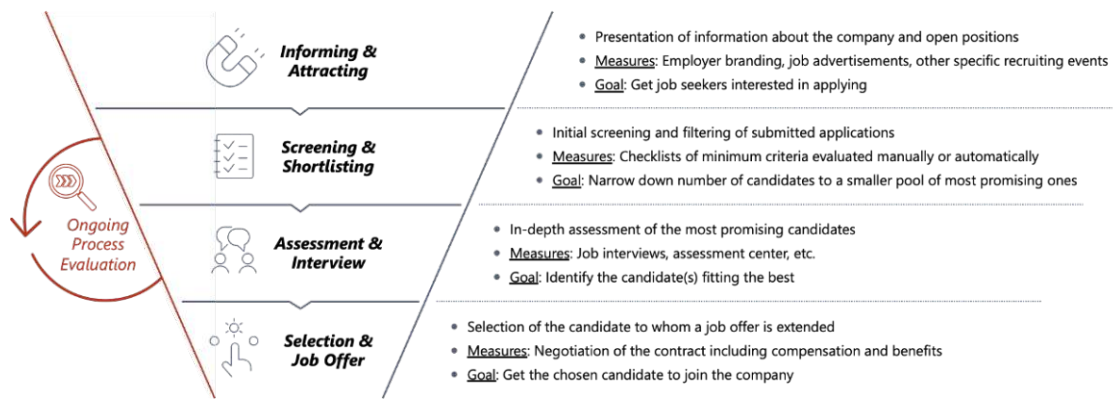 Informing &
Attracting
• Presentation of information about the company and open positions
• Measures: Employer branding, job advertisements, other specific recruiting events
• Goal: Get job seekers interested in applying
Screening &
Shortlisting
• Initial screening and filtering of submitted applications
• Measures: Checklists of minimum criteria evaluated manually or automatically
• Goal: Narrow down number of candidates to a smaller pool of most promising ones
Ongoing
Process
Evaluation
Assessment &
Interview
• In-depth assessment of the most promising candidates
• Measures: Job interviews, assessment center, etc.
• Goal: Identify the candidate(s) fitting the best
Selection &
Job Offer
• Selection of the candidate to whom a job offer is extended
• Measures: Negotiation of the contract including compensation and benefits
• Goal: Get the chosen candidate to join the company